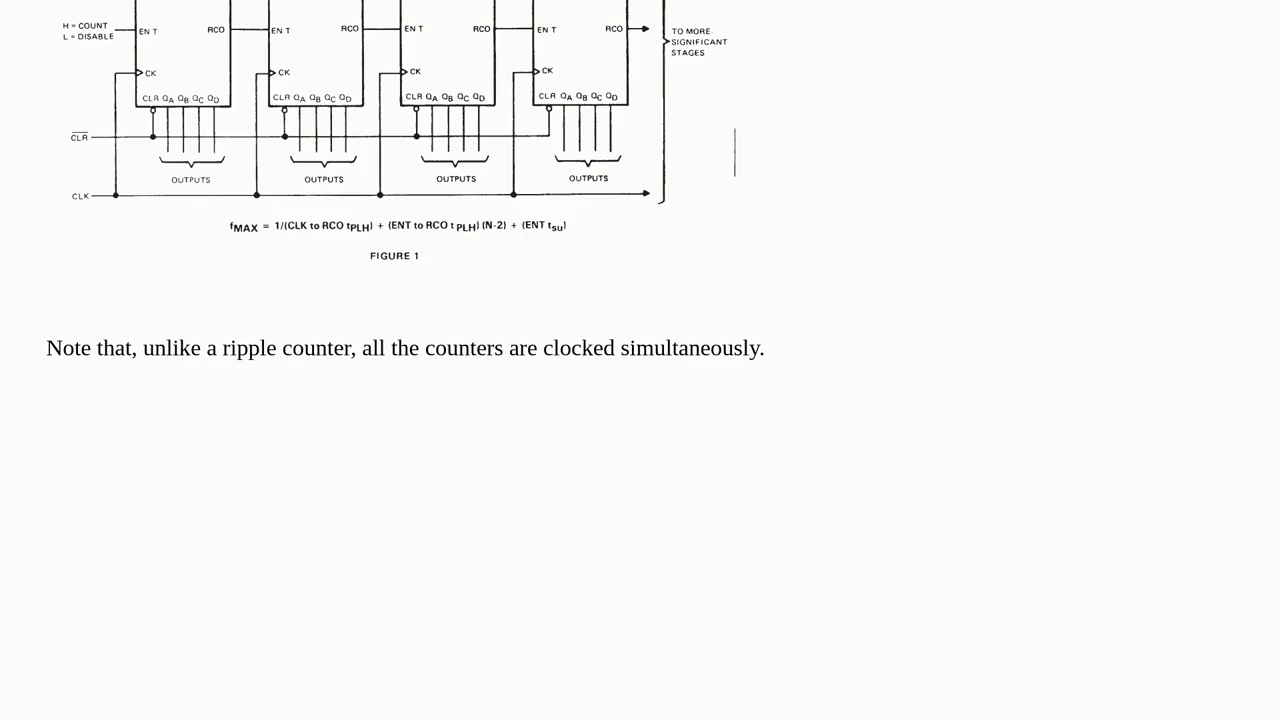 H = COUNT
L = DISABLE
EN T RCO EN T RCO EN T RCO EN T RCO
TO MORE-
SIGNIFICANT
STAGES
CK CK CK CK
CLR QA QB QC QD CLR QA QB QC QD CLR QA QB QC QD CLR QA QB QC QD
CLR
OUTPUTS OUTPUTS OUTPUTS OUTPUTS
CLK
fMAX = 1/(CLK to RCO tPLH) + (ENT to RCO tPLH) (N-2) + (ENT tsu)
FIGURE 1
Note that, unlike a ripple counter, all the counters are clocked simultaneously.